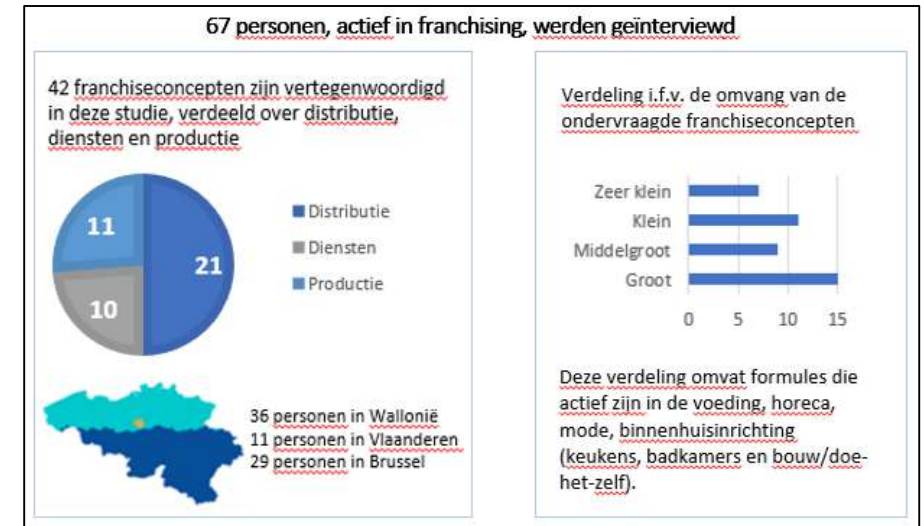 67 personen, actief in franchising, werden geïnterviewd
42 franchiseconcepten zijn vertegenwoordigd
in deze studie, verdeeld over distributie,
diensten en productie
11
21
10
Distributie
Diensten
Productie
36 personen in Wallonië
11 personen in Vlaanderen
29 personen in Brussel
Verdeling i.f.v. de omvang van de
ondervraagde franchiseconcepten
Zeer klein
Klein
Middelgroot
Groot
0 5 10 15
Deze verdeling omvat formules die
actief zijn in de voeding, horeca,
mode, binnenhuisinrichting
(keukens, badkamers en bouw/doe-
het-zelf).